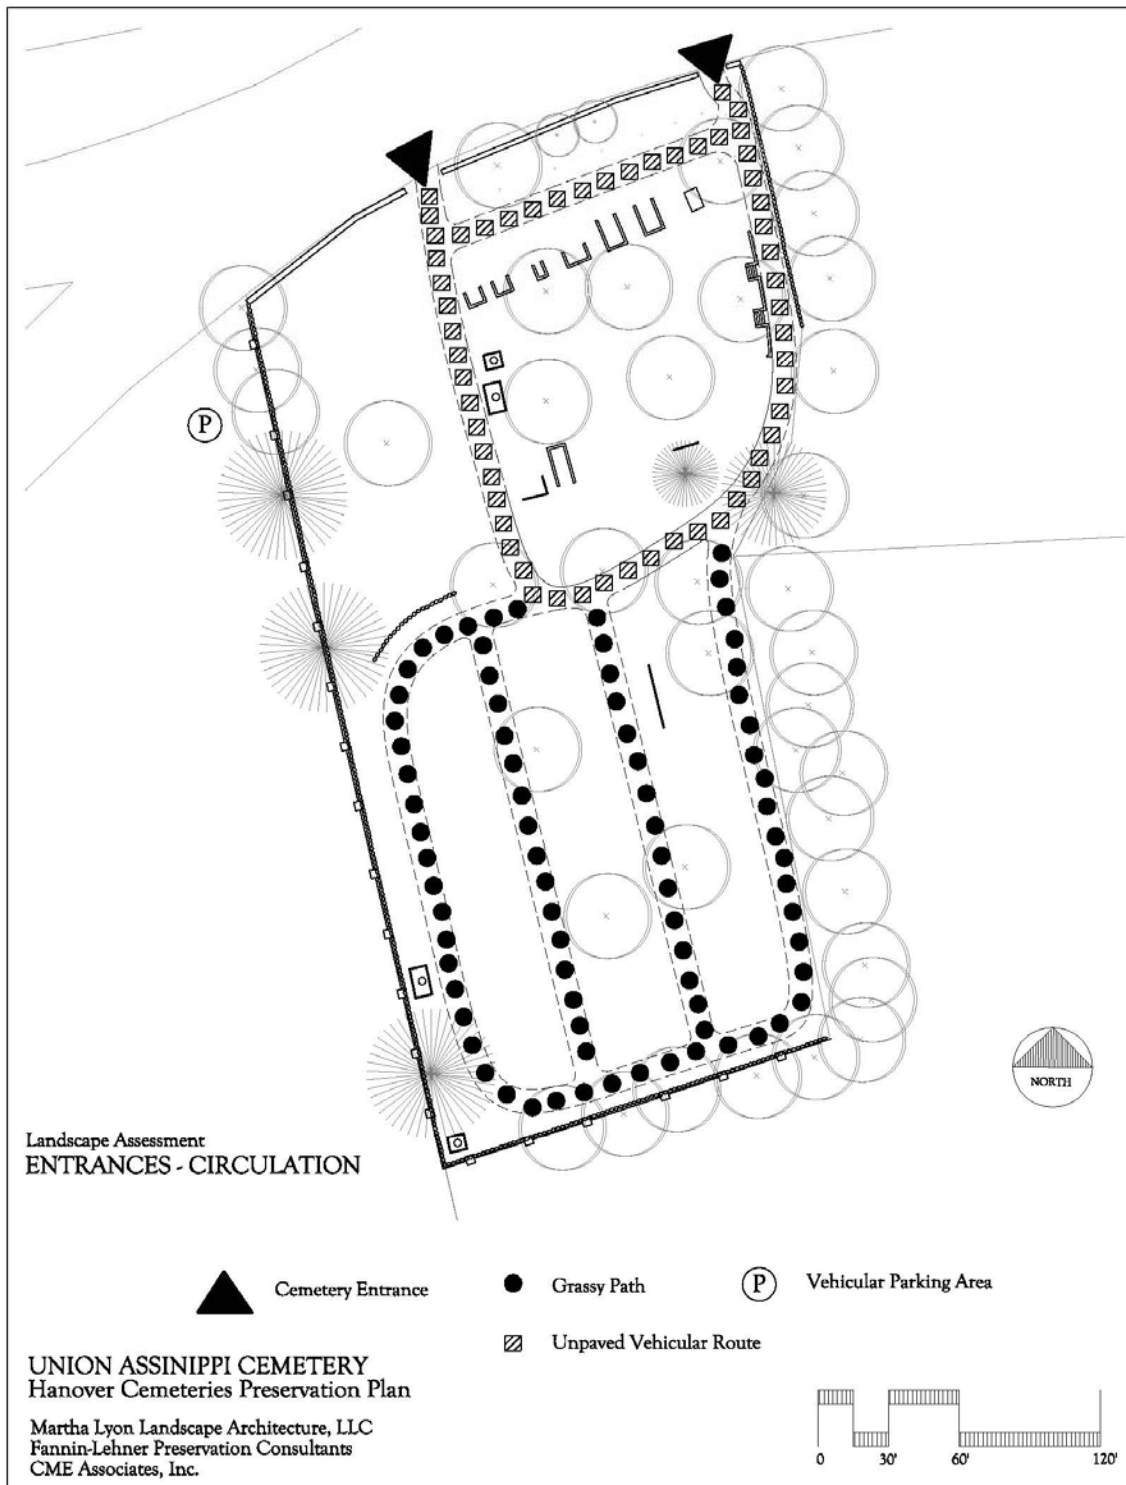 P
NORTH
Landscape Assessment
ENTRANCES - CIRCULATION
Cemetery Entrance
Grassy Path
P
Vehicular Parking Area
Unpaved Vehicular Route
UNION ASSINIPPI CEMETERY
Hanover Cemeteries Preservation Plan
Martha Lyon Landscape Architecture, LLC
Fannin-Lehner Preservation Consultants
CME Associates, Inc.
0 30' 60' 120'